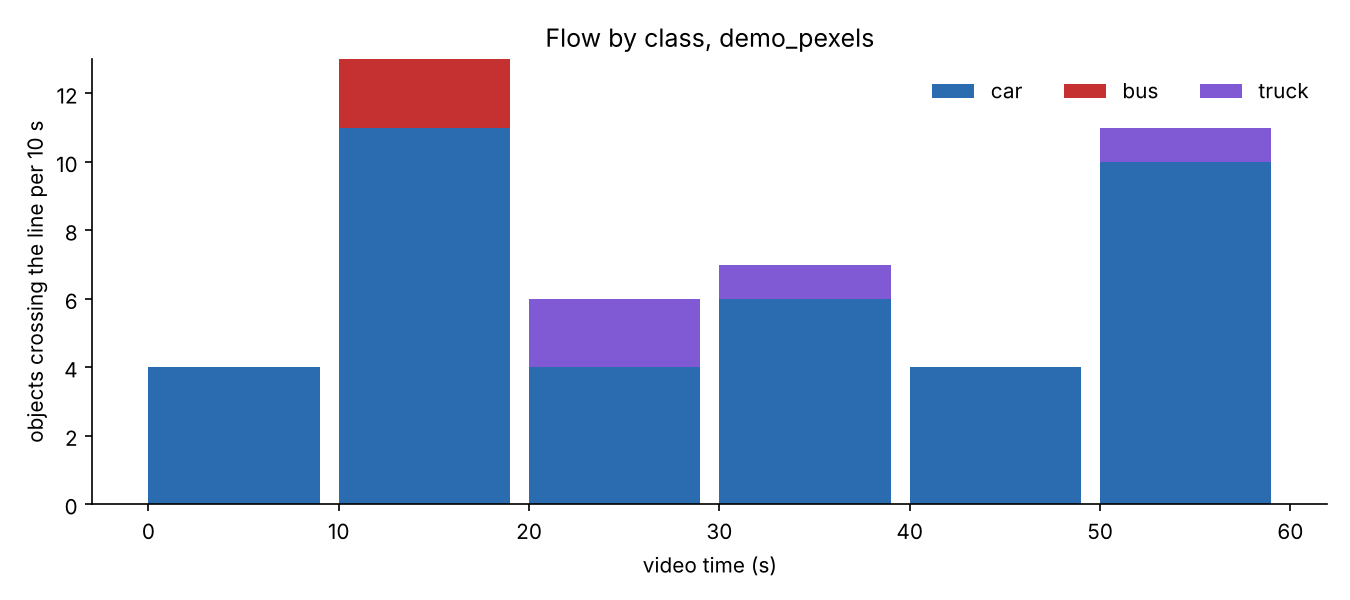 Flow by class, demo_pexels
car bus truck
objects crossing the line per 10 s
12
10
8
6
4
2
0
0 10 20 30 40 50 60
video time (s)